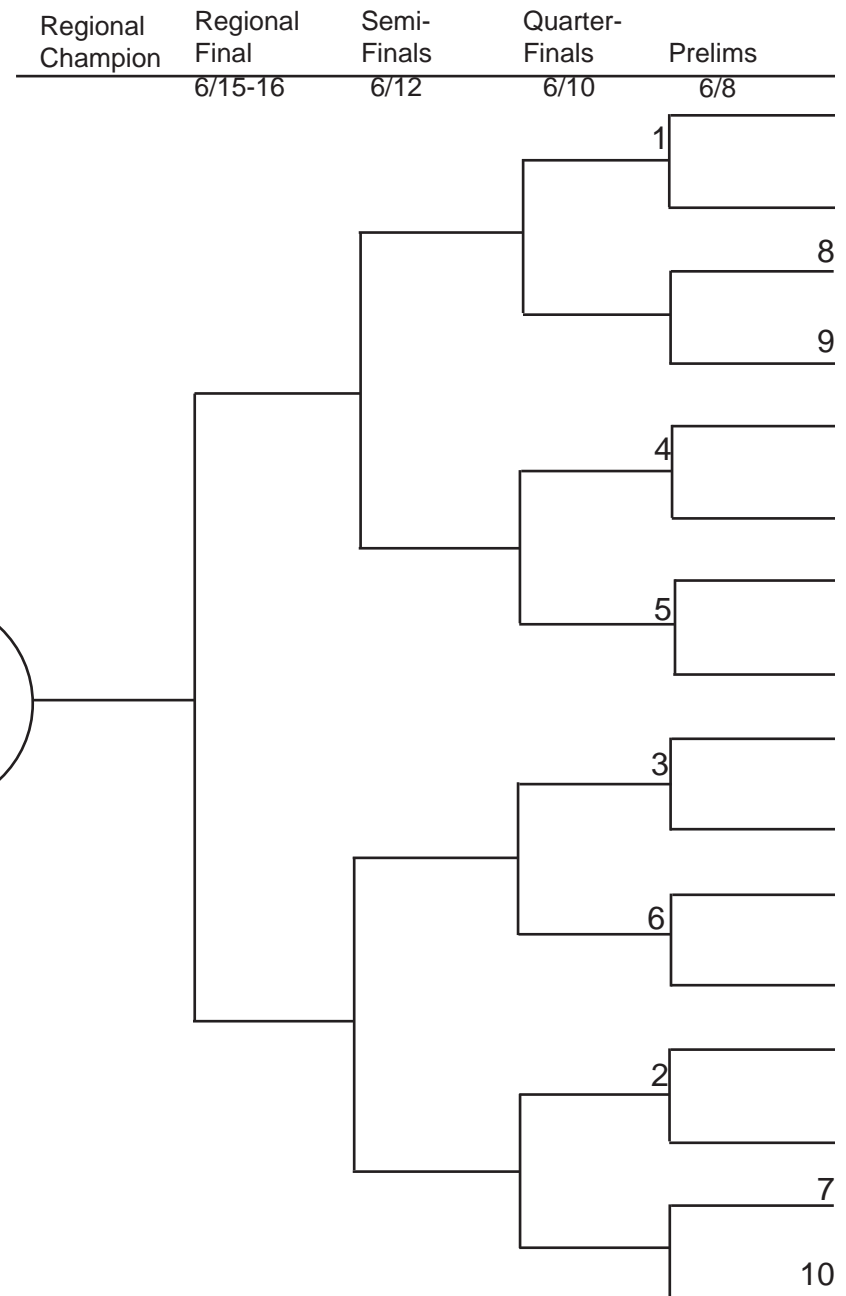 Regional Champion
Regional Final
Semi-Finals
Quarter-Finals
Prelims
6/15-16
6/12
6/10
6/8
1
8
9
4
5
3
6
2
7
10